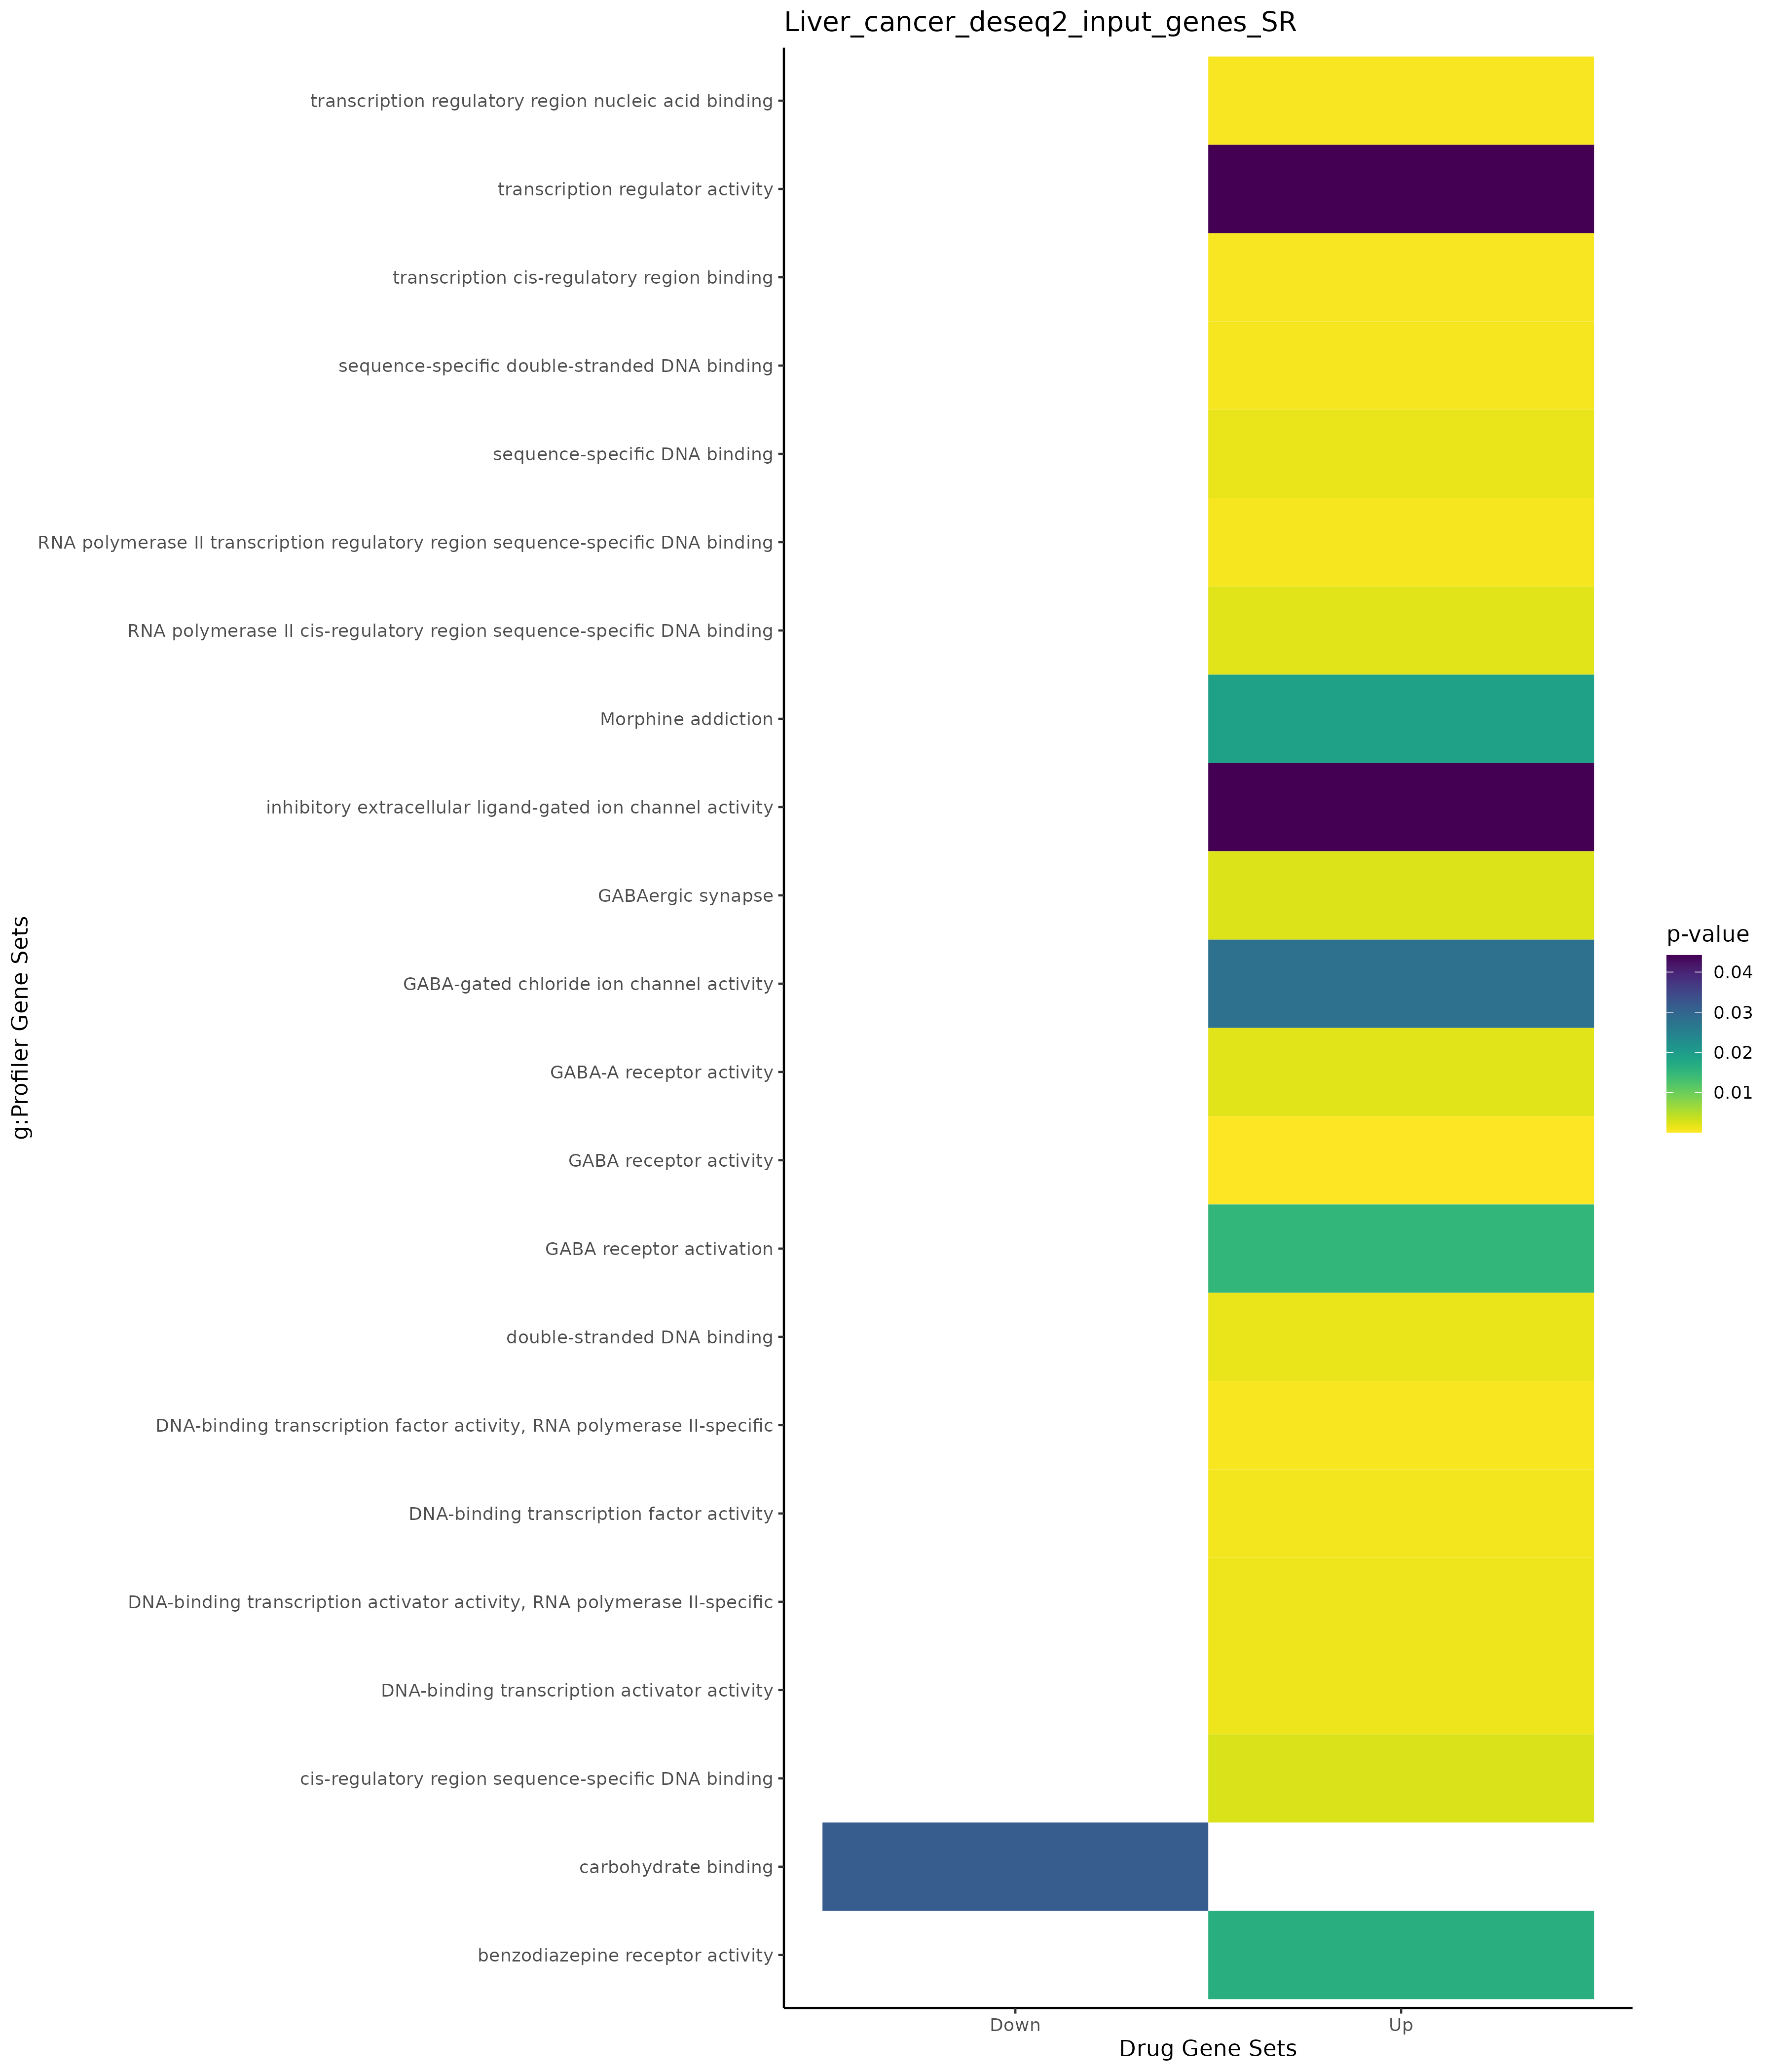 Liver_cancer_deseq2_input_genes_SR
transcription regulatory region nucleic acid binding
transcription regulator activity
transcription cis-regulatory region binding
sequence-specific double-stranded DNA binding
sequence-specific DNA binding
RNA polymerase II transcription regulatory region sequence-specific DNA binding
RNA polymerase II cis-regulatory region sequence-specific DNA binding
Morphine addiction
inhibitory extracellular ligand-gated ion channel activity
GABAergic synapse
GABA-gated chloride ion channel activity
GABA-A receptor activity
GABA receptor activity
GABA receptor activation
double-stranded DNA binding
DNA-binding transcription factor activity, RNA polymerase II-specific
DNA-binding transcription factor activity
DNA-binding transcription activator activity, RNA polymerase II-specific
DNA-binding transcription activator activity
cis-regulatory region sequence-specific DNA binding
carbohydrate binding
benzodiazepine receptor activity
g:Profiler Gene Sets
Down
Up
Drug Gene Sets
p-value
0.04
0.03
0.02
0.01